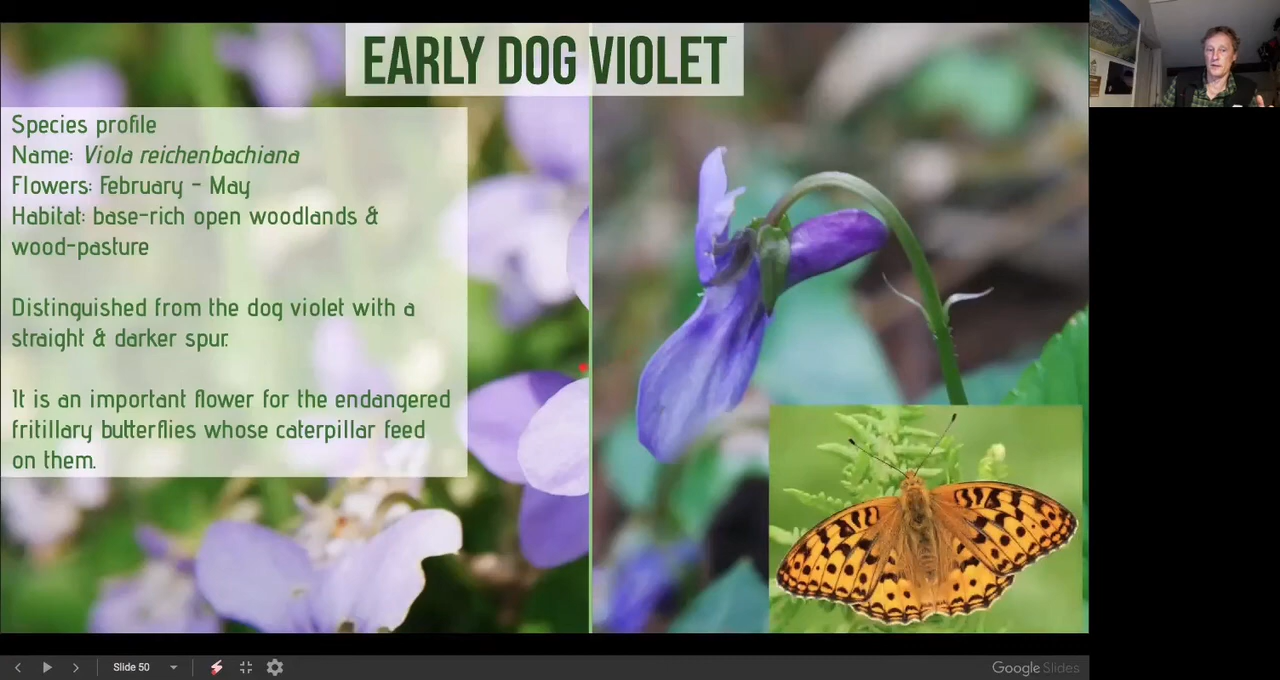 EARLY DOG VIOLET
Species profile
Name: Viola reichenbachiana
Flowers: February - May
Habitat: base-rich open woodlands &
wood-pasture
Distinguished from the dog violet with a
straight & darker spur.
It is an important flower for the endangered
fritillary butterflies whose caterpillar feed
on them.
Slide 50
Google Slides